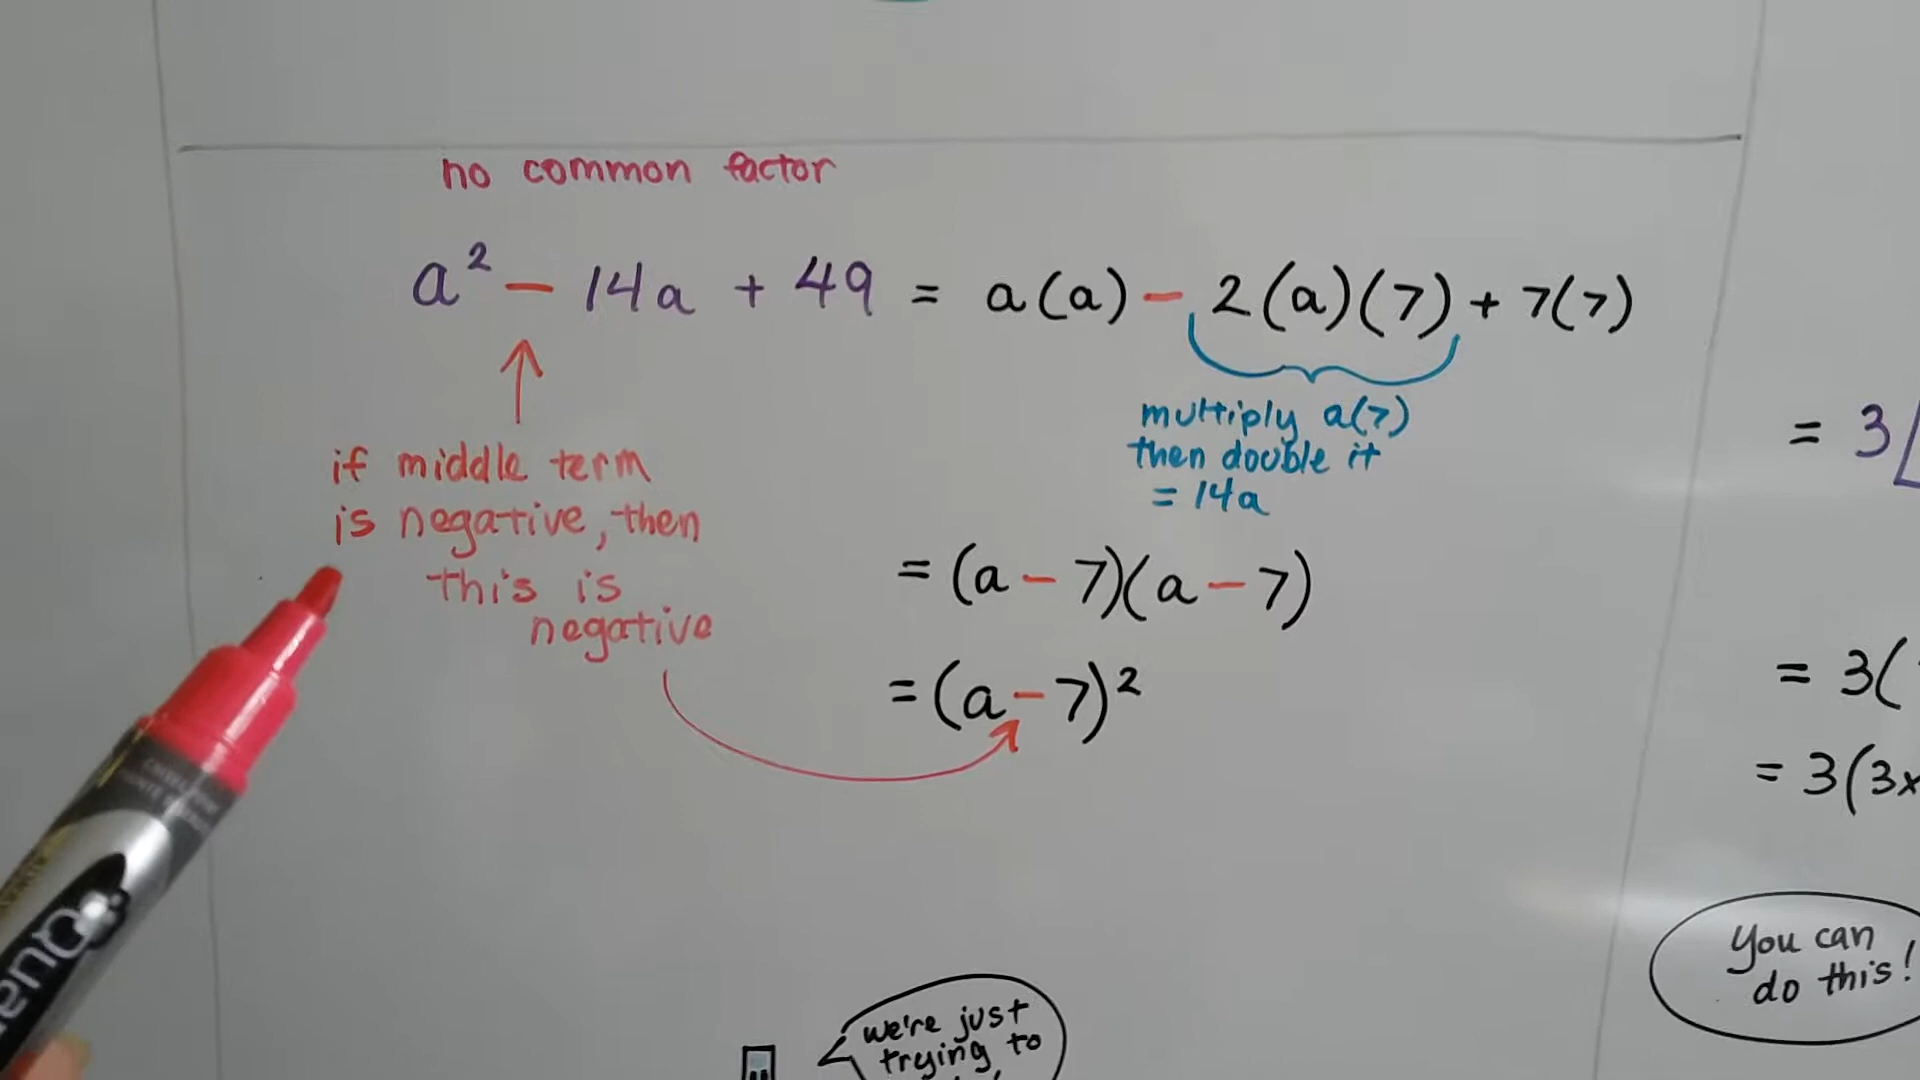 no common factor
a² - 14a + 49 = a(a) - 2(a)(7) + 7(7)
multiply a(7)
then double it
= 14a
if middle term
is negative, then
this is
negative
= (a - 7)(a - 7)
= (a - 7)²
= 3
= 3(
= 3(3x
You can
do this!
we're just
trying to